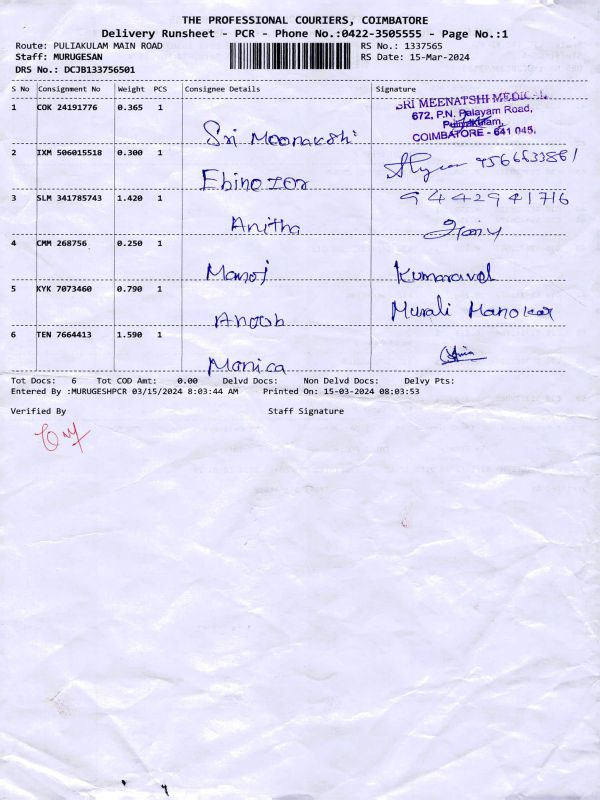 THE PROFESSIONAL COURIERS, COIMBATORE
Delivery Runsheet - PCR - Phone No.:0422-3505555 - Page No.:1
Route: PULIAKULAM MAIN ROAD RS No.: 1337565
Staff: MURUGESAN RS Date: 15-Mar-2024
DRS No.: DCJB133756501
S No Consignment No Weight PCS Consignee Details Signature
1 COK 24191776 0.365 1
SRI MEENATSHI MEDICAL
672, P.N. Palayam Road,
Puliyakulam,
COIMBATORE - 641 045.
Sri Meenakshi
2 IXM 506015518 0.300 1
Ebinezer
3 SLM 341785743 1.420 1 9442941716
Anitha
4 CMM 268756 0.250 1
Manoj Kumaravel
5 KYK 7073460 0.790 1
Anoosh Murali Manohar
6 TEN 7664413 1.590 1
Monica
Tot Docs: 6 Tot COD Amt: 0.00 Delvd Docs: Non Delvd Docs: Delvy Pts:
Entered By :MURUGESHPCR 03/15/2024 8:03:44 AM Printed On: 15-03-2024 08:03:53
Verified By Staff Signature